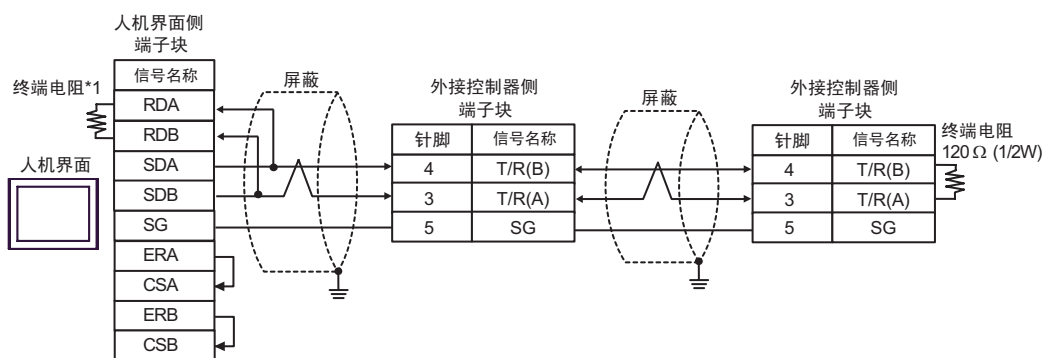 人机界面侧
端子块
信号名称
终端电阻*1
RDA
RDB
人机界面
SDA
SDB
SG
ERA
CSA
ERB
CSB
屏蔽
外接控制器侧
端子块
针脚 信号名称
4 T/R(B)
3 T/R(A)
5 SG
屏蔽
外接控制器侧
端子块
针脚 信号名称
4 T/R(B)
3 T/R(A)
5 SG
终端电阻
120 Ω (1/2W)